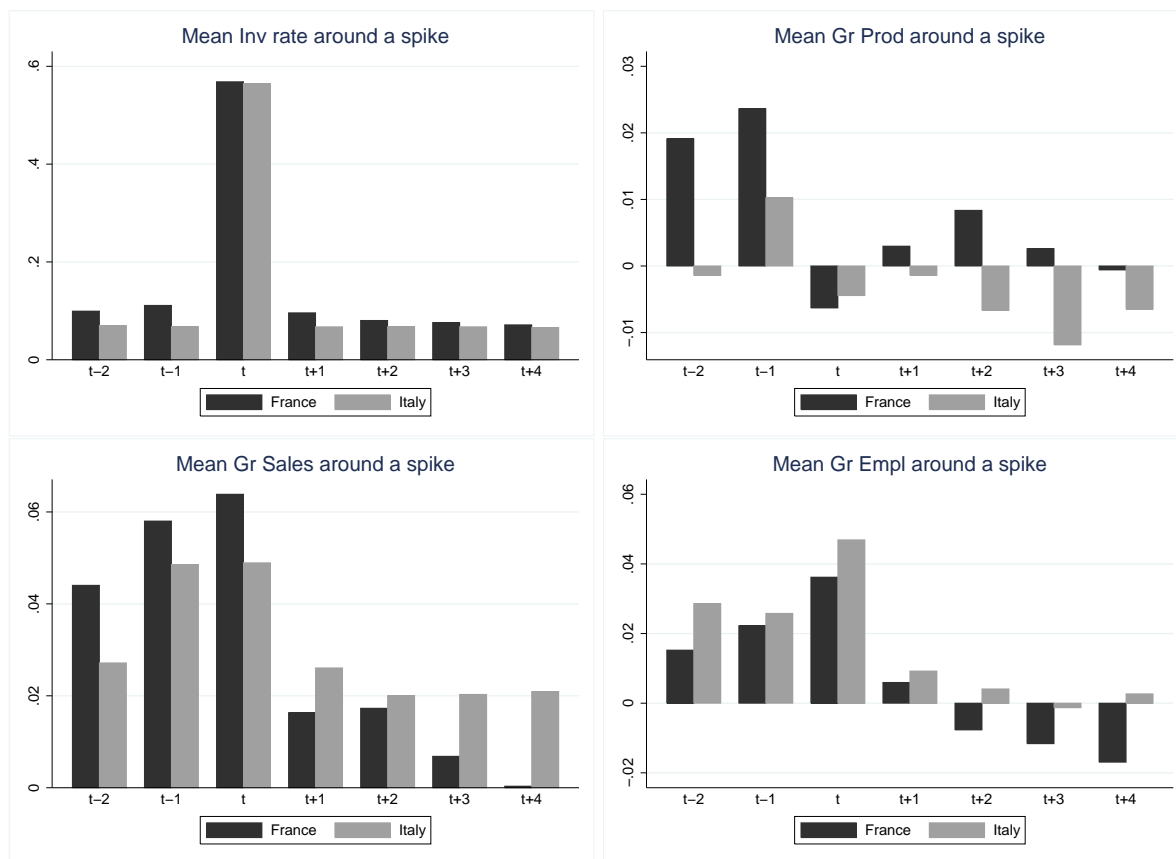 Mean Inv rate around a spike
.6
.4
.2
0
t−2 t−1 t t+1 t+2 t+3 t+4
France Italy
Mean Gr Prod around a spike
.03
.02
.01
0
−.01
t−2 t−1 t t+1 t+2 t+3 t+4
France Italy
Mean Gr Sales around a spike
.06
.04
.02
0
t−2 t−1 t t+1 t+2 t+3 t+4
France Italy
Mean Gr Empl around a spike
.06
.04
.02
0
−.02
t−2 t−1 t t+1 t+2 t+3 t+4
France Italy